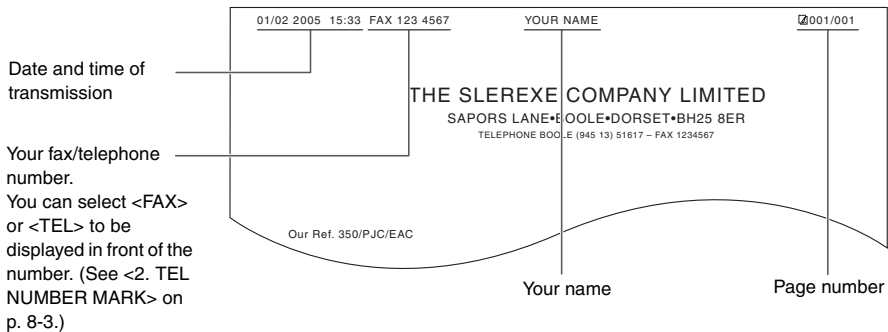 01/02 2005 15:33 FAX 123 4567 YOUR NAME 001/001
Date and time of
transmission
THE SLEREXE COMPANY LIMITED
SAPORS LANE•BOOLE•DORSET•BH25 8ER
TELEPHONE BOOLE (945 13) 51617 – FAX 1234567
Your fax/telephone
number.
You can select <FAX>
or <TEL> to be
displayed in front of the
number. (See <2. TEL
NUMBER MARK> on
p. 8-3.)
Our Ref. 350/PJC/EAC
Your name
Page number